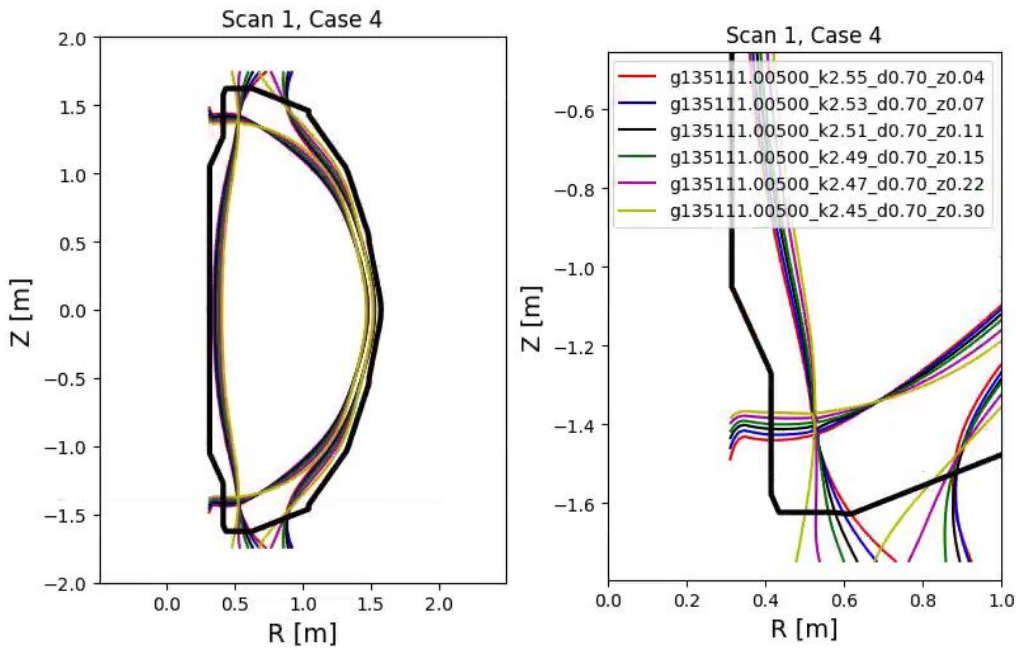 Scan 1, Case 4
2.0
1.5
1.0
0.5
0.0
−0.5
−1.0
−1.5
−2.0
Z [m]
0.0 0.5 1.0 1.5 2.0
R [m]
Scan 1, Case 4
g135111.00500_k2.55_d0.70_z0.04
g135111.00500_k2.53_d0.70_z0.07
g135111.00500_k2.51_d0.70_z0.11
g135111.00500_k2.49_d0.70_z0.15
g135111.00500_k2.47_d0.70_z0.22
g135111.00500_k2.45_d0.70_z0.30
−0.6
−0.8
−1.0
−1.2
−1.4
−1.6
Z [m]
0.0 0.2 0.4 0.6 0.8 1.0
R [m]